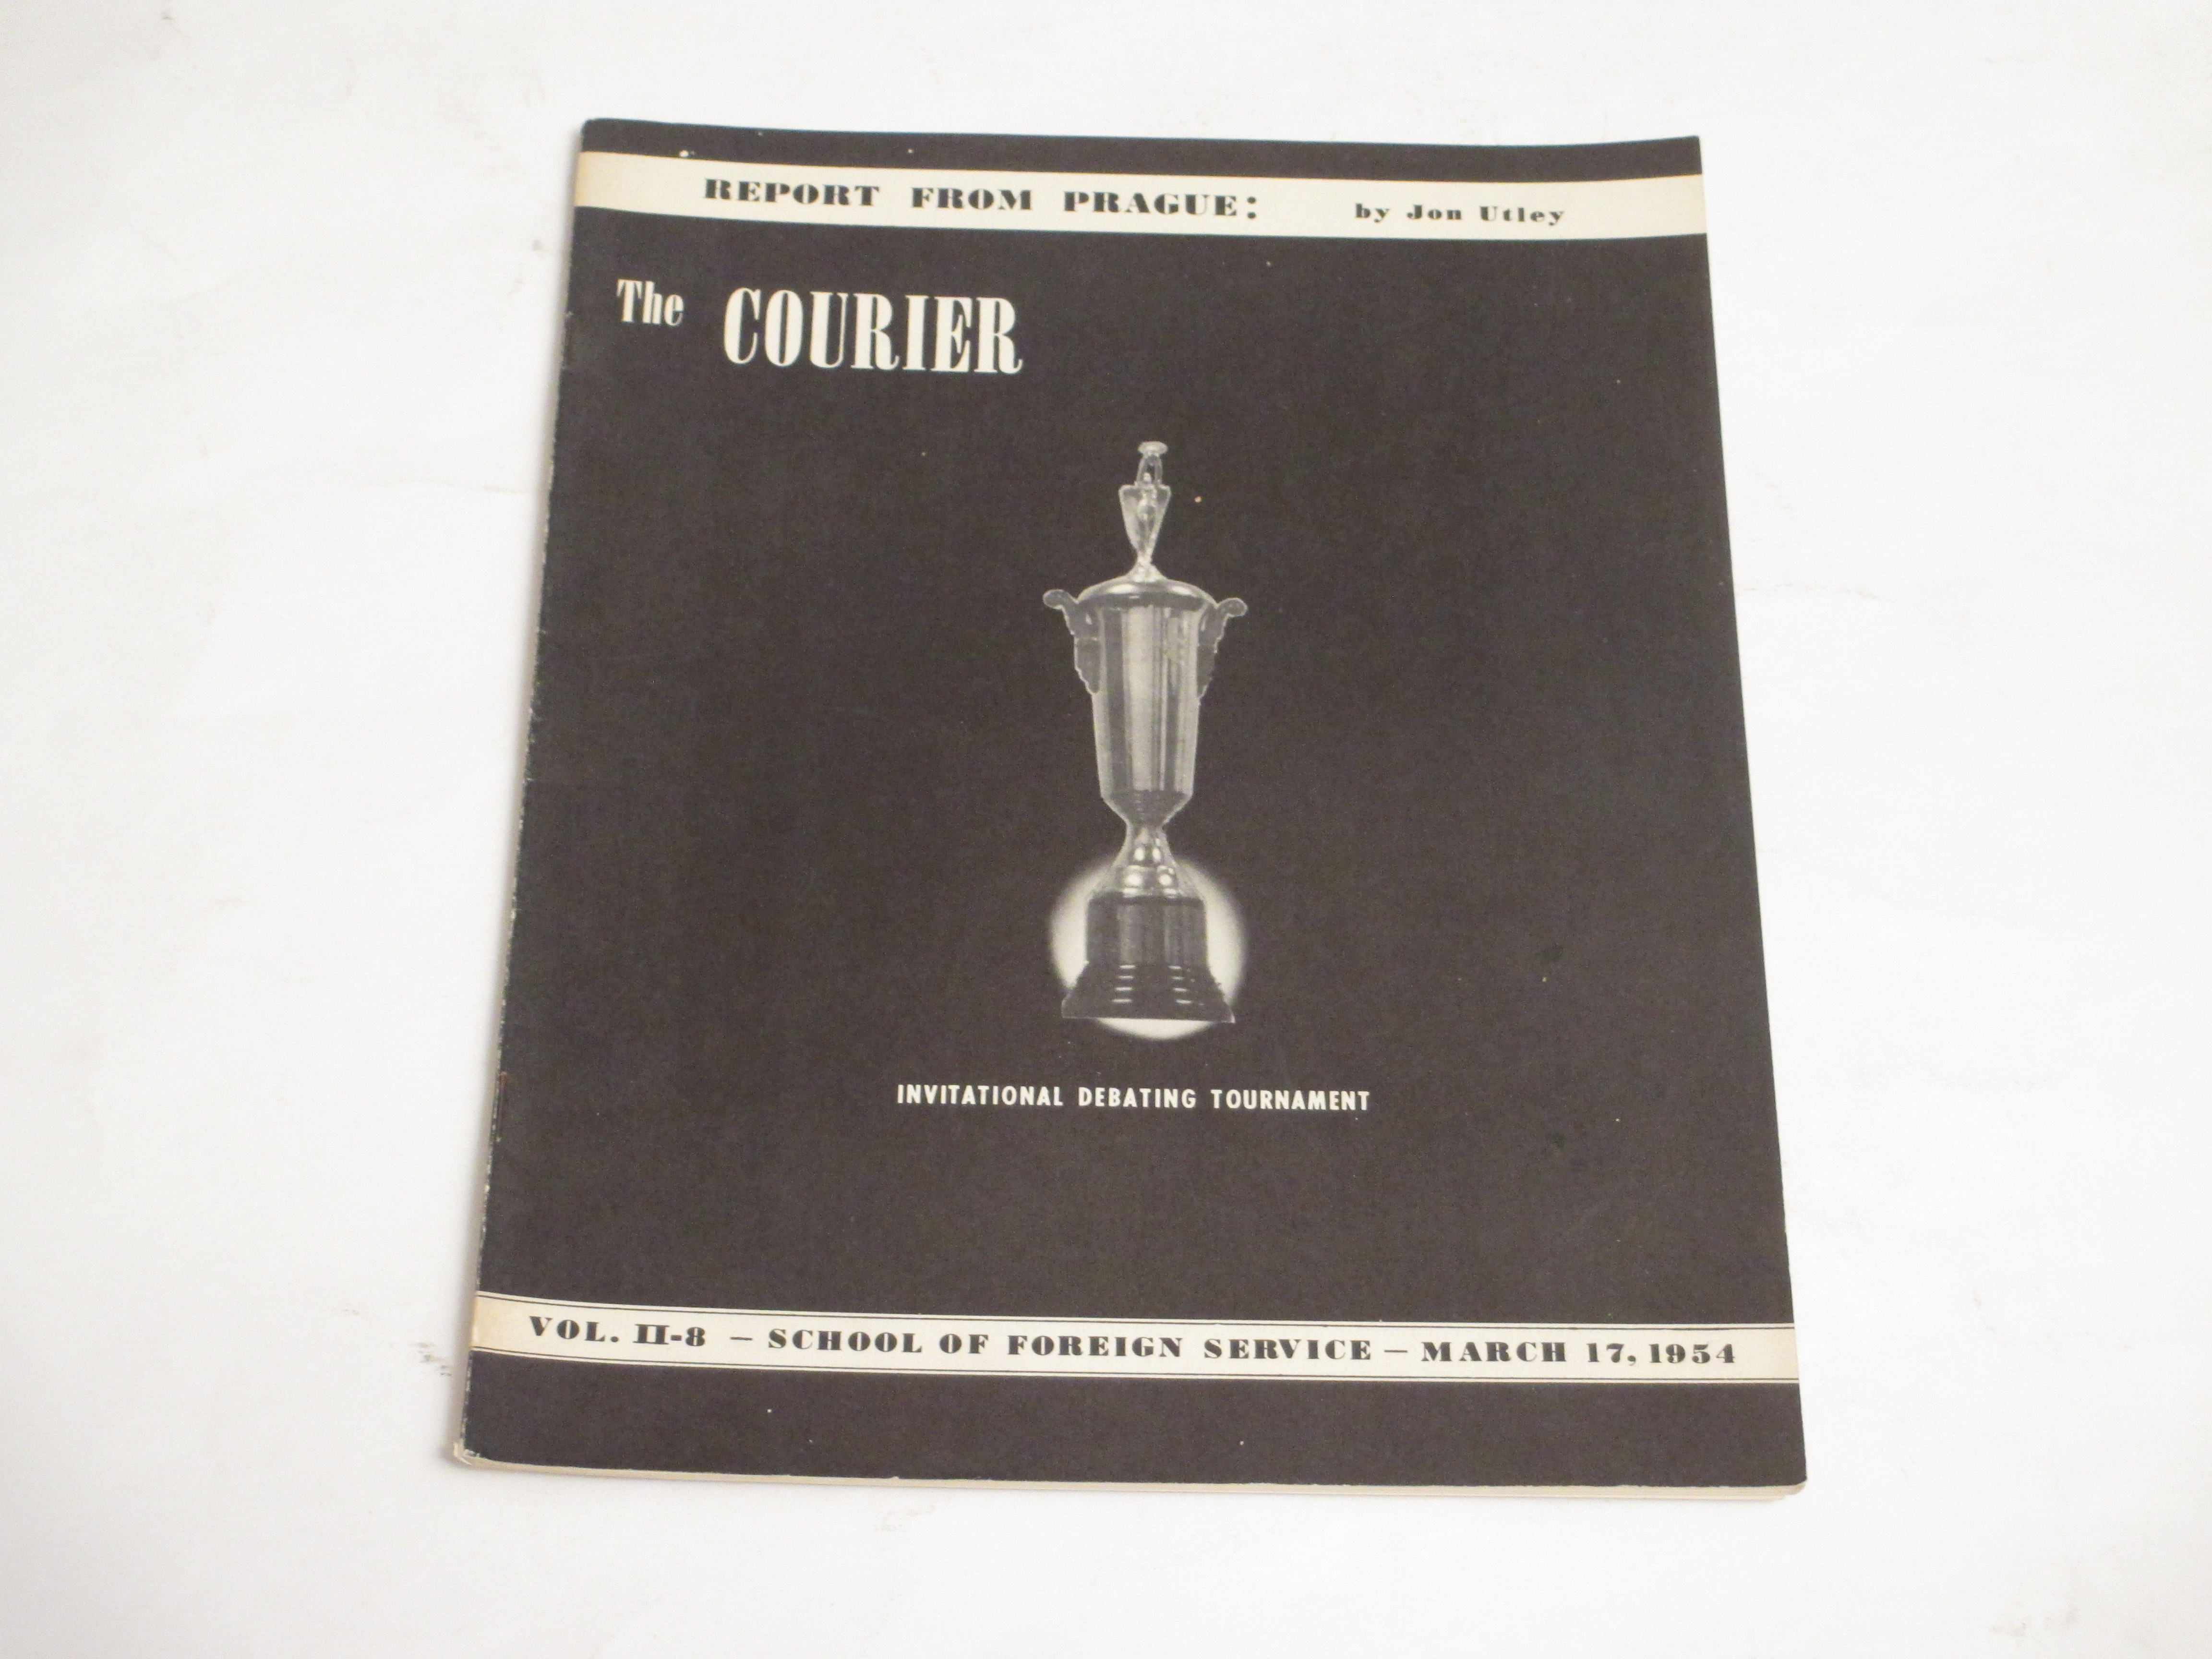 REPORT FROM PRAGUE: by Jon Utley
The COURIER
INVITATIONAL DEBATING TOURNAMENT
VOL. II-8 — SCHOOL OF FOREIGN SERVICE — MARCH 17, 1954